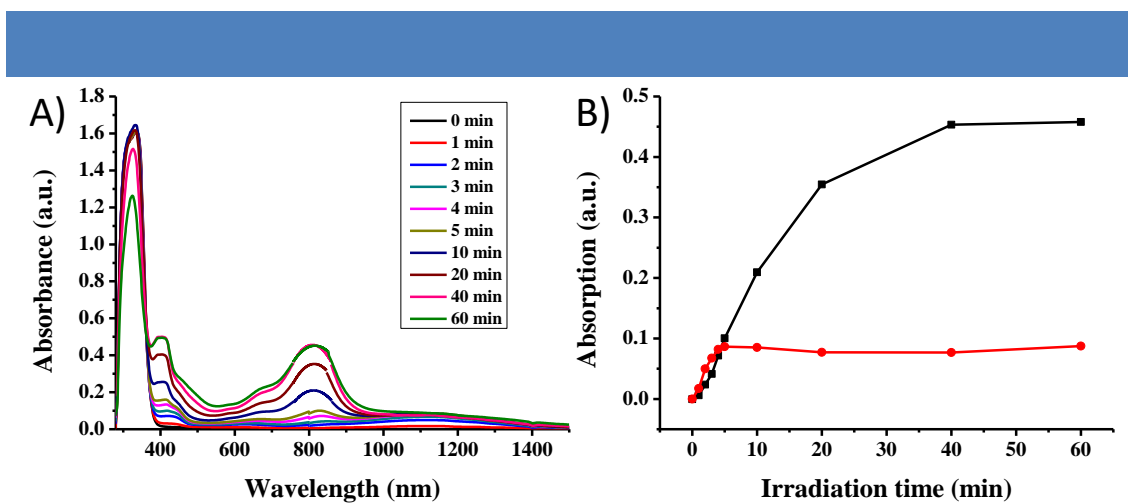 A)
Absorbance (a.u.)
1.8
1.6
1.4
1.2
1.0
0.8
0.6
0.4
0.2
0.0
400 600 800 1000 1200 1400
Wavelength (nm)
0 min
1 min
2 min
3 min
4 min
5 min
10 min
20 min
40 min
60 min
B)
Absorption (a.u.)
0.5
0.4
0.3
0.2
0.1
0.0
0 10 20 30 40 50 60
Irradiation time (min)